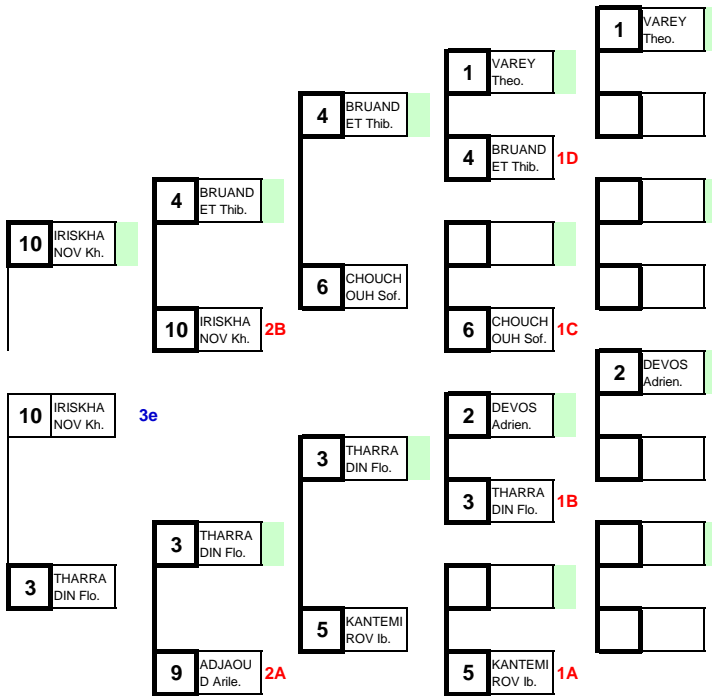 1 VAREY
Theo.
1 VAREY
Theo.
4 BRUAND
ET Thib.
4 BRUAND
ET Thib. 1D
4 BRUAND
ET Thib.
10 IRISKHA
NOV Kh.
6 CHOUCH
OUH Sof.
10 IRISKHA
NOV Kh. 2B
6 CHOUCH
OUH Sof. 1C
2 DEVOS
Adrien.
10 IRISKHA
NOV Kh. 3e
2 DEVOS
Adrien.
3 THARRA
DIN Flo.
3 THARRA
DIN Flo. 1B
3 THARRA
DIN Flo.
3 THARRA
DIN Flo.
5 KANTEMI
ROV Ib.
9 ADJAOU
D Arile. 2A
5 KANTEMI
ROV Ib. 1A